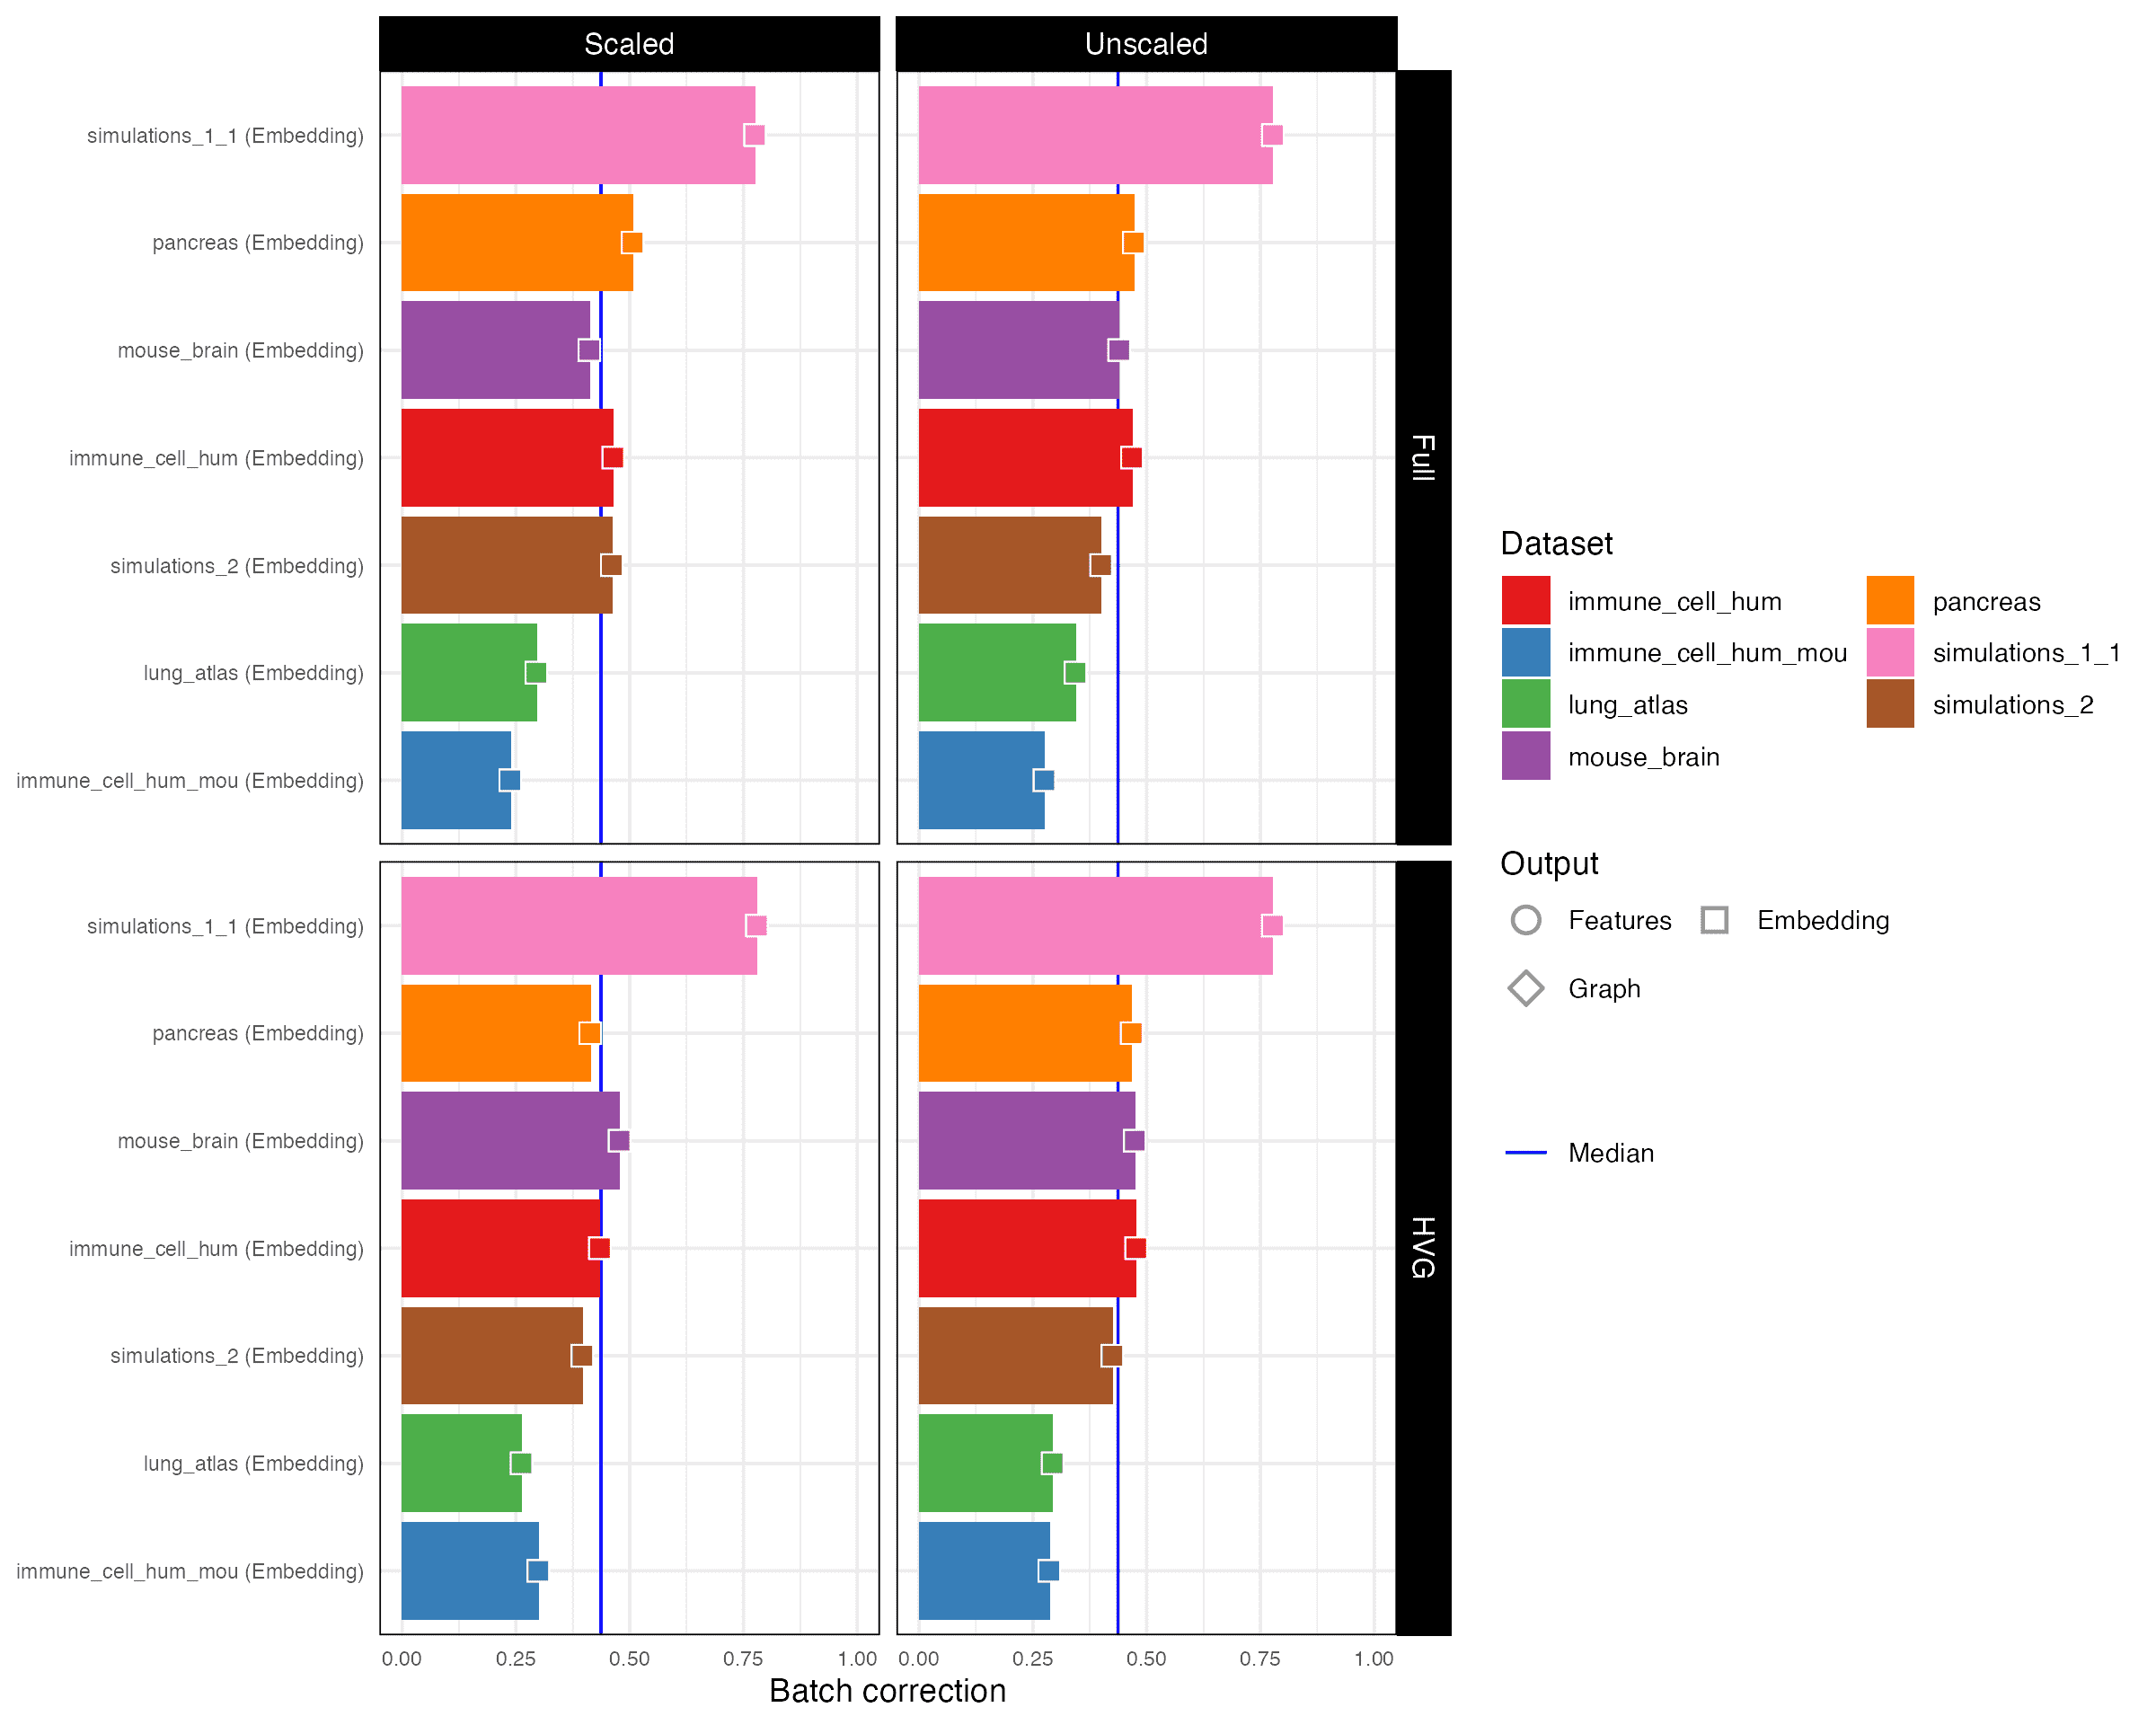 Scaled
Unscaled
simulations_1_1 (Embedding)
pancreas (Embedding)
mouse_brain (Embedding)
immune_cell_hum (Embedding)
simulations_2 (Embedding)
lung_atlas (Embedding)
immune_cell_hum_mou (Embedding)
Full
simulations_1_1 (Embedding)
pancreas (Embedding)
mouse_brain (Embedding)
immune_cell_hum (Embedding)
simulations_2 (Embedding)
lung_atlas (Embedding)
immune_cell_hum_mou (Embedding)
HVG
0.00 0.25 0.50 0.75 1.00
0.00 0.25 0.50 0.75 1.00
Batch correction
Dataset
immune_cell_hum
pancreas
immune_cell_hum_mou
simulations_1_1
lung_atlas
simulations_2
mouse_brain
Output
Features
Embedding
Graph
Median